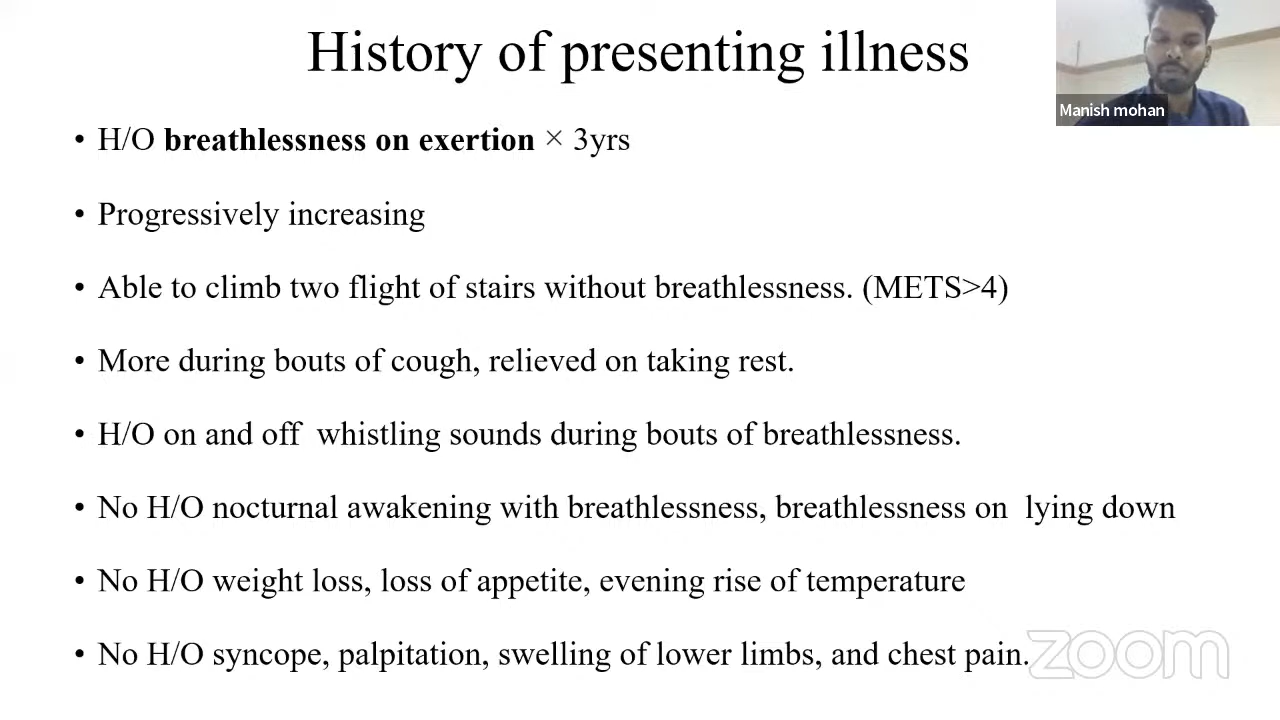 History of presenting illness
Manish mohan
• H/O breathlessness on exertion × 3yrs
• Progressively increasing
• Able to climb two flight of stairs without breathlessness. (METS>4)
• More during bouts of cough, relieved on taking rest.
• H/O on and off  whistling sounds during bouts of breathlessness.
• No H/O nocturnal awakening with breathlessness, breathlessness on  lying down
• No H/O weight loss, loss of appetite, evening rise of temperature
• No H/O syncope, palpitation, swelling of lower limbs, and chest pain.
zoom